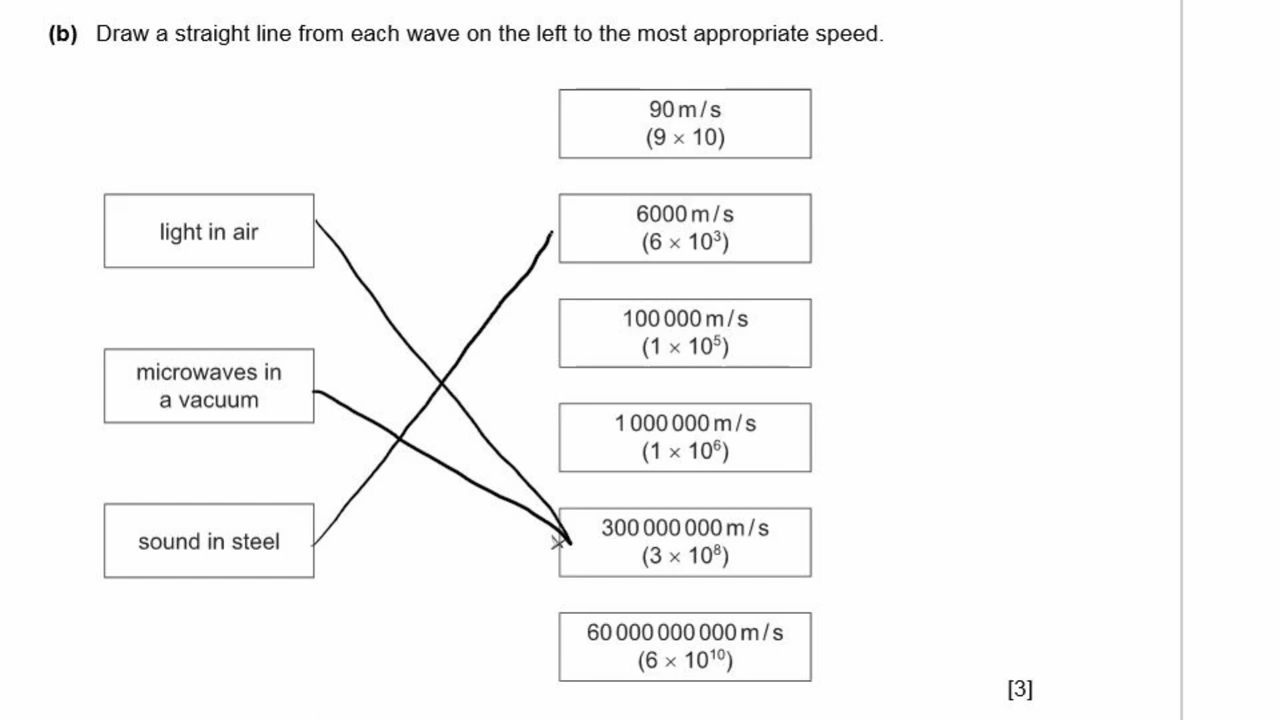 (b) Draw a straight line from each wave on the left to the most appropriate speed.
90 m/s
(9 × 10)
light in air
6000 m/s
(6 × 10³)
100 000 m/s
(1 × 10⁵)
microwaves in
a vacuum
1 000 000 m/s
(1 × 10⁶)
sound in steel
300 000 000 m/s
(3 × 10⁸)
60 000 000 000 m/s
(6 × 10¹⁰)
[3]